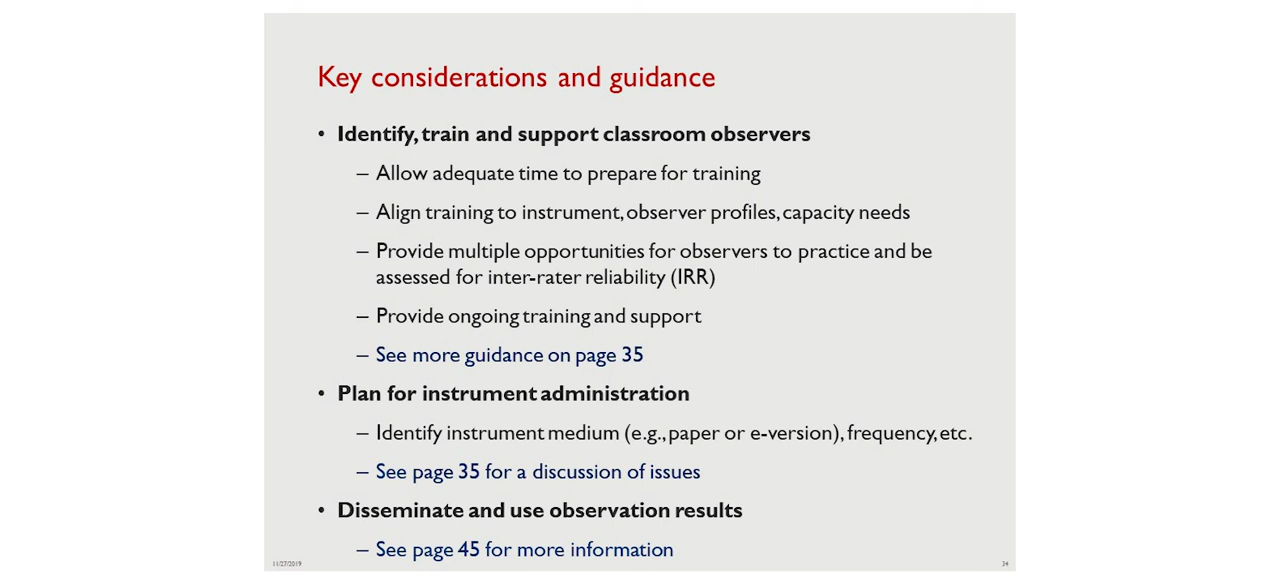 Key considerations and guidance
• Identify, train and support classroom observers
– Allow adequate time to prepare for training
– Align training to instrument, observer profiles, capacity needs
– Provide multiple opportunities for observers to practice and be
assessed for inter-rater reliability (IRR)
– Provide ongoing training and support
– See more guidance on page 35
• Plan for instrument administration
– Identify instrument medium (e.g., paper or e-version), frequency, etc.
– See page 35 for a discussion of issues
• Disseminate and use observation results
– See page 45 for more information
11/27/2019
34